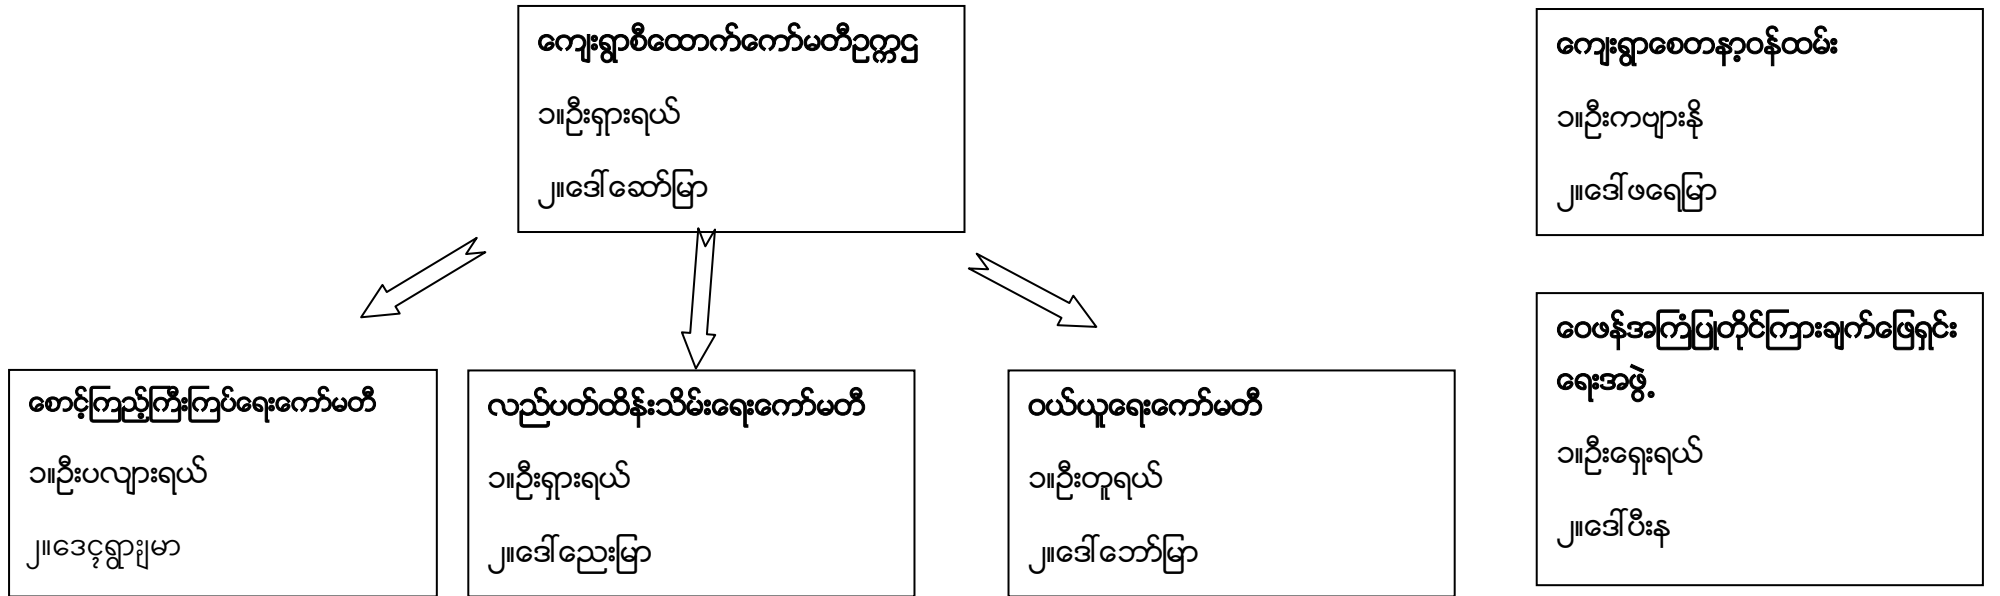 ကျေးရွာစီထောက်ကော်မတီဥက္ကဌ
၁။ဦးရှားရယ်
၂။ဒေါ်ဆော်မြာ
ကျေးရွာစေတနာ့ဝန်ထမ်း
၁။ဦးကဗျားနို
၂။ဒေါ်ဖရေမြာ
စောင့်ကြည့်ကြီးကြပ်ရေးကော်မတီ
၁။ဦးပလျားရယ်
လည်ပတ်ထိန်းသိမ်းရေးကော်မတီ
၁။ဦးရှားရယ်
၂။ဒေါ်ညေးမြာ
ဝယ်ယူရေးကော်မတီ
၁။ဦးတူရယ်
၂။ဒေါ်ဘော်မြာ
ဝေဖန်အကြံပြုတိုင်ကြားချက်ဖြေရှင်း
ရေးအဖွဲ့
၁။ဦးရှေးရယ်
၂။ဒေါ်ပီးန